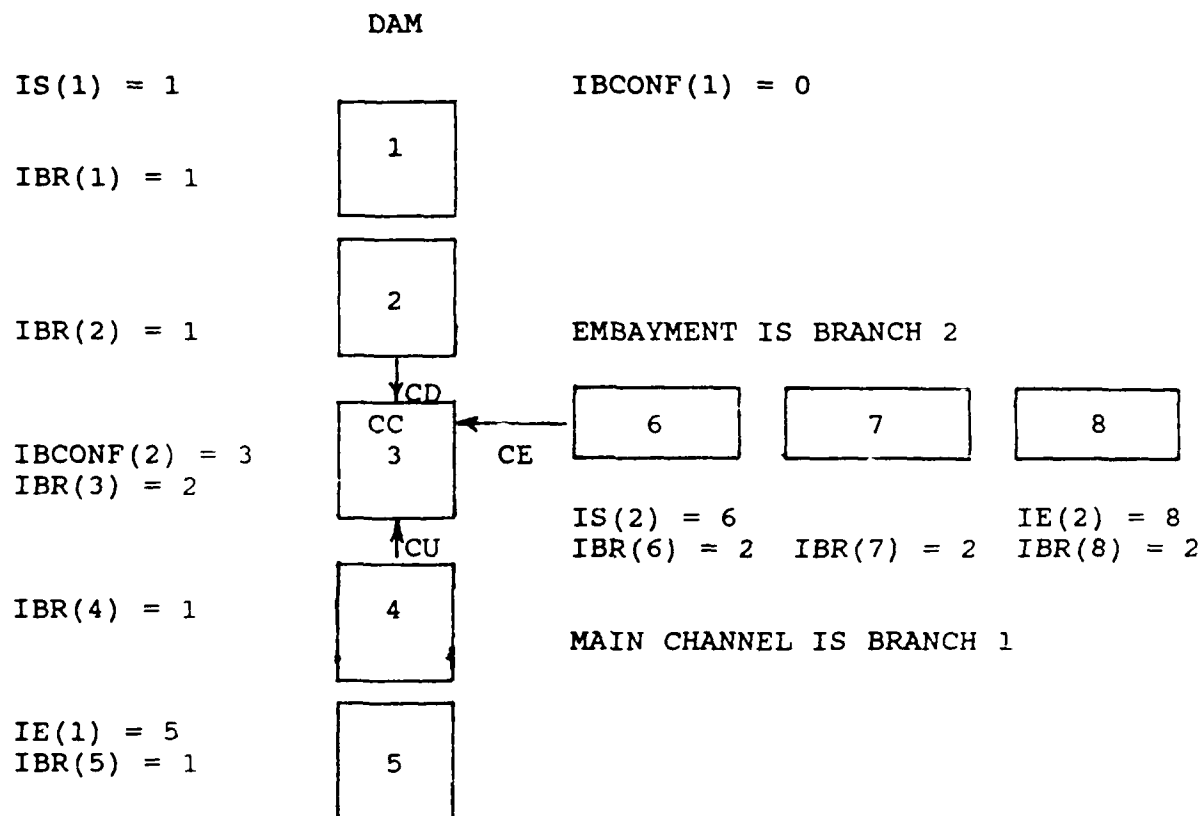 DAM
IS(1) = 1
IBCONF(1) = 0
1
IBR(1) = 1
2
IBR(2) = 1
EMBAYMENT IS BRANCH 2
CD
CC
3
CE
6
7
8
IBCONF(2) = 3
IBR(3) = 2
IS(2) = 6
IE(2) = 8
IBR(6) = 2
IBR(7) = 2
IBR(8) = 2
CU
IBR(4) = 1
4
MAIN CHANNEL IS BRANCH 1
IE(1) = 5
IBR(5) = 1
5